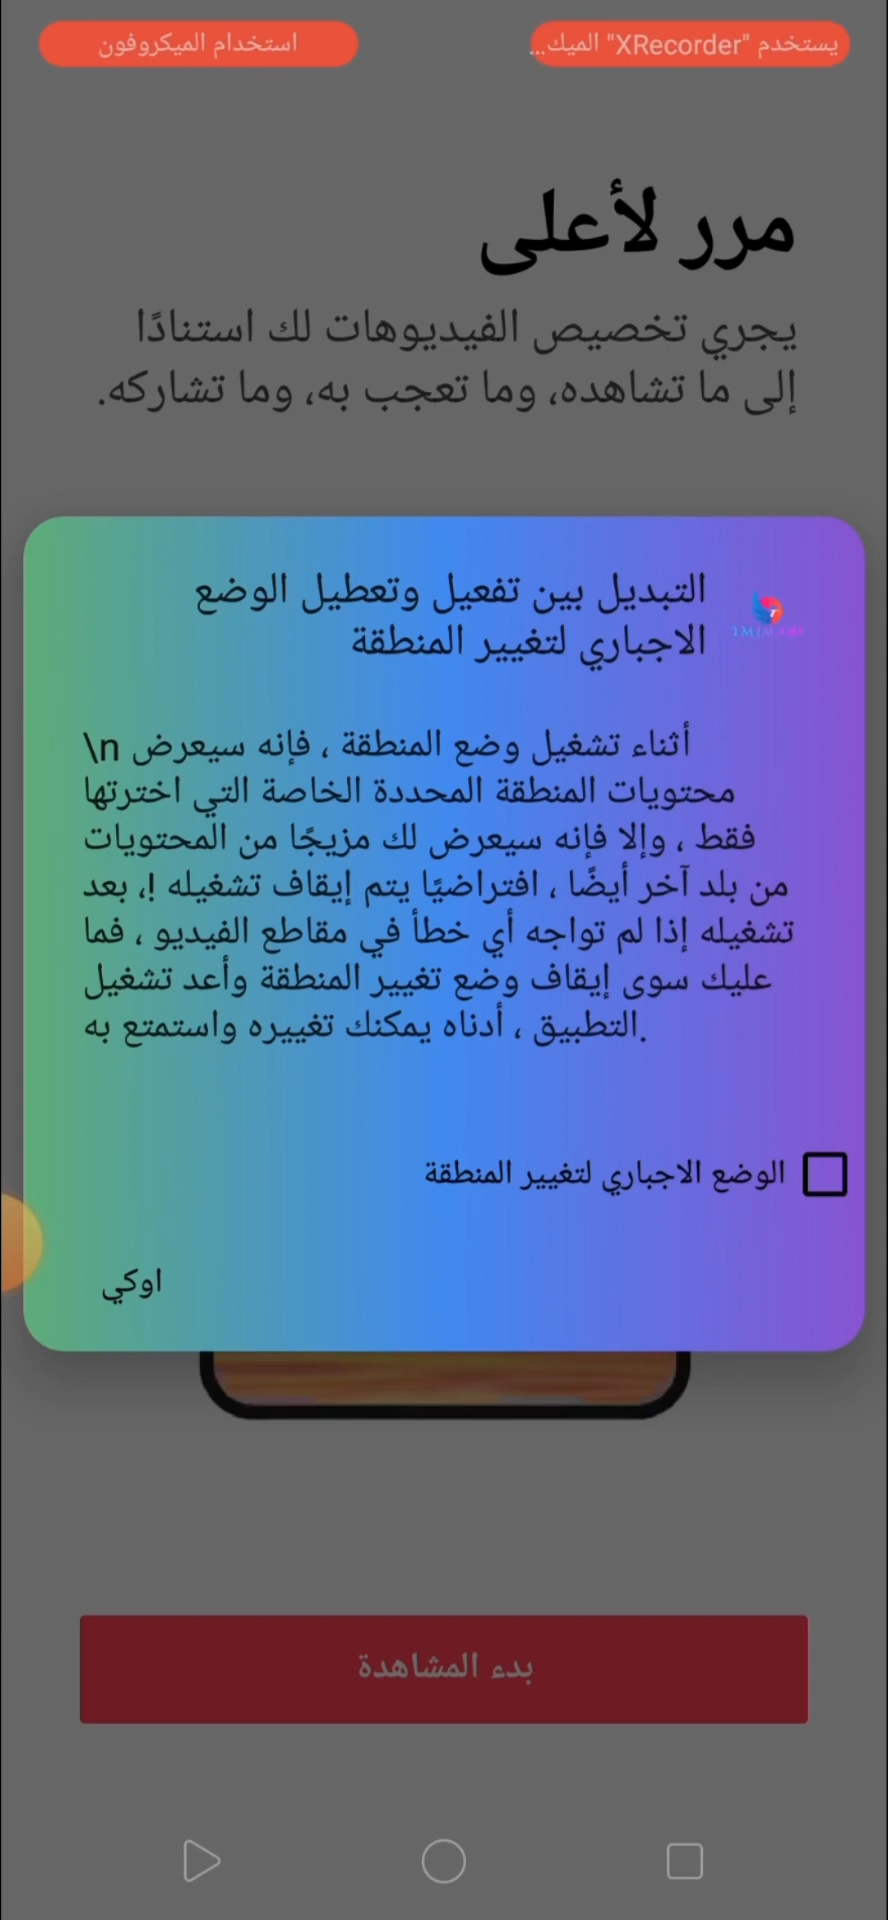 يستخدم "XRecorder" الميك...
استخدام الميكروفون
مرر لأعلى
يجري تخصيص الفيديوهات لك استنادًا
إلى ما تشاهده، وما تعجب به، وما تشاركه.
التبديل بين تفعيل وتعطيل الوضع
الاجباري لتغيير المنطقة
\n أثناء تشغيل وضع المنطقة ، فإنه سيعرض
محتويات المنطقة المحددة الخاصة التي اخترتها
فقط ، وإلا فإنه سيعرض لك مزيجًا من المحتويات
من بلد آخر أيضًا ، افتراضيًا يتم إيقاف تشغيله !، بعد
تشغيله إذا لم تواجه أي خطأ في مقاطع الفيديو ، فما
عليك سوى إيقاف وضع تغيير المنطقة وأعد تشغيل
التطبيق ، أدناه يمكنك تغييره واستمتع به.
الوضع الاجباري لتغيير المنطقة
اوكي
بدء المشاهدة